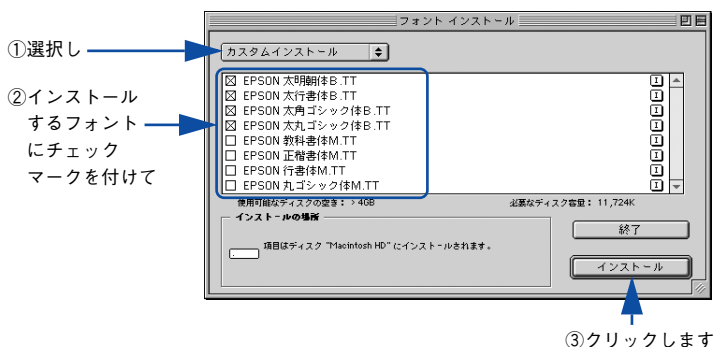 フォント インストール
①選択し
カスタムインストール
②インストール
するフォント
にチェック
マークを付けて
EPSON 太明朝体B.TT
EPSON 太行書体B.TT
EPSON 太角ゴシック体B.TT
EPSON 太丸ゴシック体B.TT
EPSON 教科書体M.TT
EPSON 正楷書体M.TT
EPSON 行書体M.TT
EPSON 丸ゴシック体M.TT
使用可能なディスクの空き：＞4GB
必要なディスク容量： 11,724K
インストールの場所
項目はディスク “Macintosh HD” にインストールされます。
終了
インストール
③クリックします